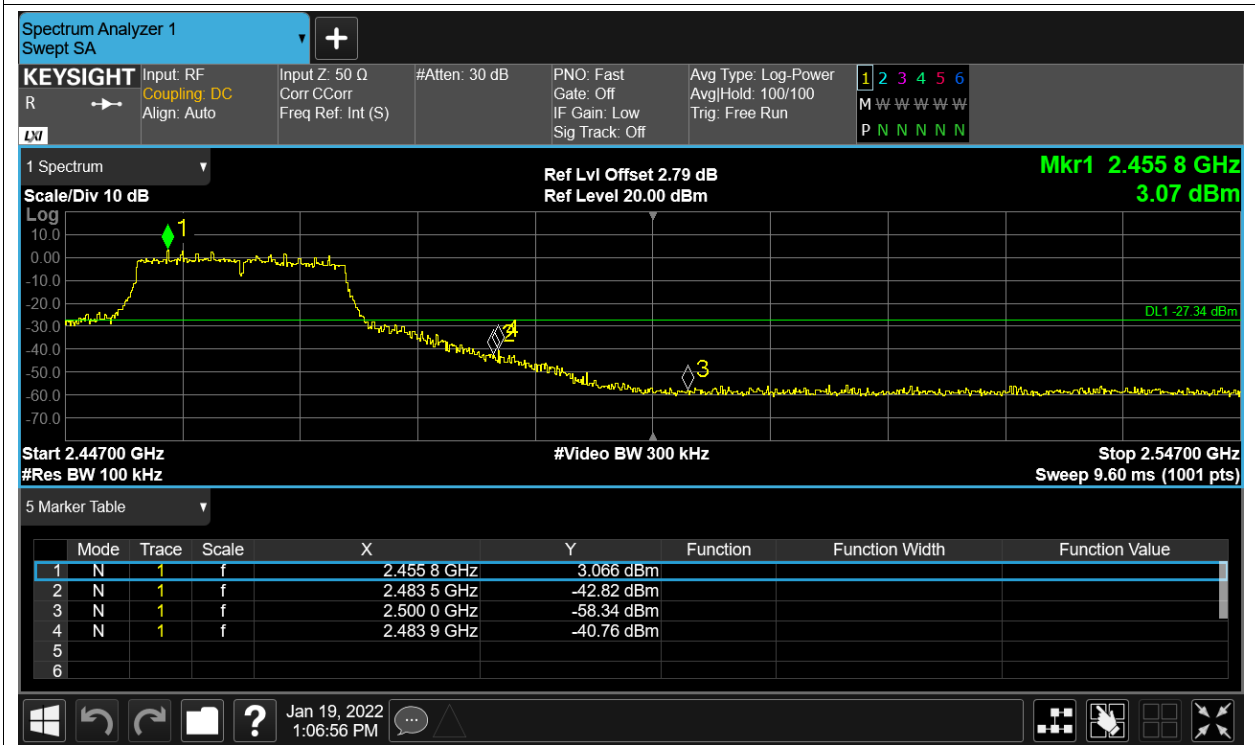 Spectrum Analyzer 1
Swept SA
+
KEYSIGHT Input: RF Input Z: 50 Ω #Atten: 30 dB PNO: Fast Avg Type: Log-Power 1 2 3 4 5 6
R Coupling: DC Corr CCorr Gate: Off Avg|Hold: 100/100 M W W W W W
Align: Auto Freq Ref: Int (S) IF Gain: Low Trig: Free Run
LXI Sig Track: Off P N N N N N
1 Spectrum Ref Lvl Offset 2.79 dB Mkr1 2.455 8 GHz
Scale/Div 10 dB Ref Level 20.00 dBm 3.07 dBm
Log
1
10.0
0.00
-10.0
-20.0
DL1 -27.34 dBm
-30.0
2 4
-40.0
-50.0
3
-60.0
-70.0
Start 2.44700 GHz #Video BW 300 kHz Stop 2.54700 GHz
#Res BW 100 kHz Sweep 9.60 ms (1001 pts)
5 Marker Table
Mode Trace Scale X Y Function Function Width Function Value
1 N 1 f 2.455 8 GHz 3.066 dBm
2 N 1 f 2.483 5 GHz -42.82 dBm
3 N 1 f 2.500 0 GHz -58.34 dBm
4 N 1 f 2.483 9 GHz -40.76 dBm
5
6
? Jan 19, 2022
1:06:56 PM